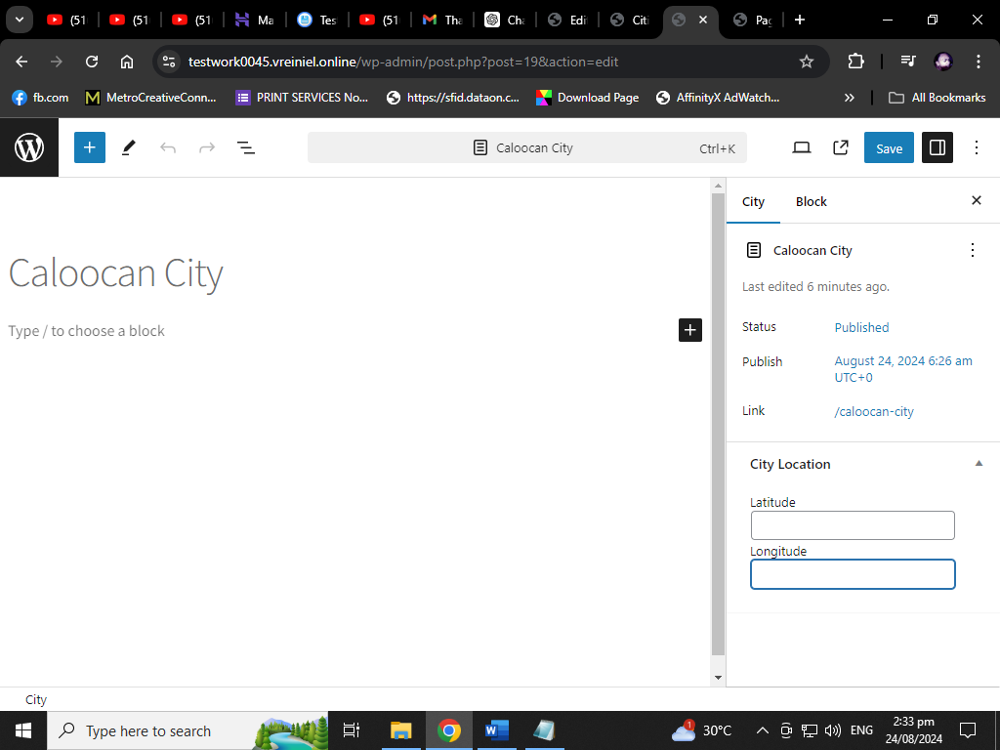 (51
(51
(51
Ma
Tes
(51
Tha
Cha
Edi
Citi
Pag
testwork0045.vreiniel.online/wp-admin/post.php?post=19&action=edit
fb.com
MetroCreativeConn...
PRINT SERVICES No...
https://sfid.dataon.c...
Download Page
AffinityX AdWatch...
All Bookmarks
Caloocan City
Ctrl+K
Save
City
Block
Caloocan City
Last edited 6 minutes ago.
Status
Published
Publish
August 24, 2024 6:26 am
UTC+0
Link
/caloocan-city
City Location
Latitude
Longitude
Caloocan City
Type / to choose a block
City
Type here to search
1
30°C
ENG
2:33 pm
24/08/2024